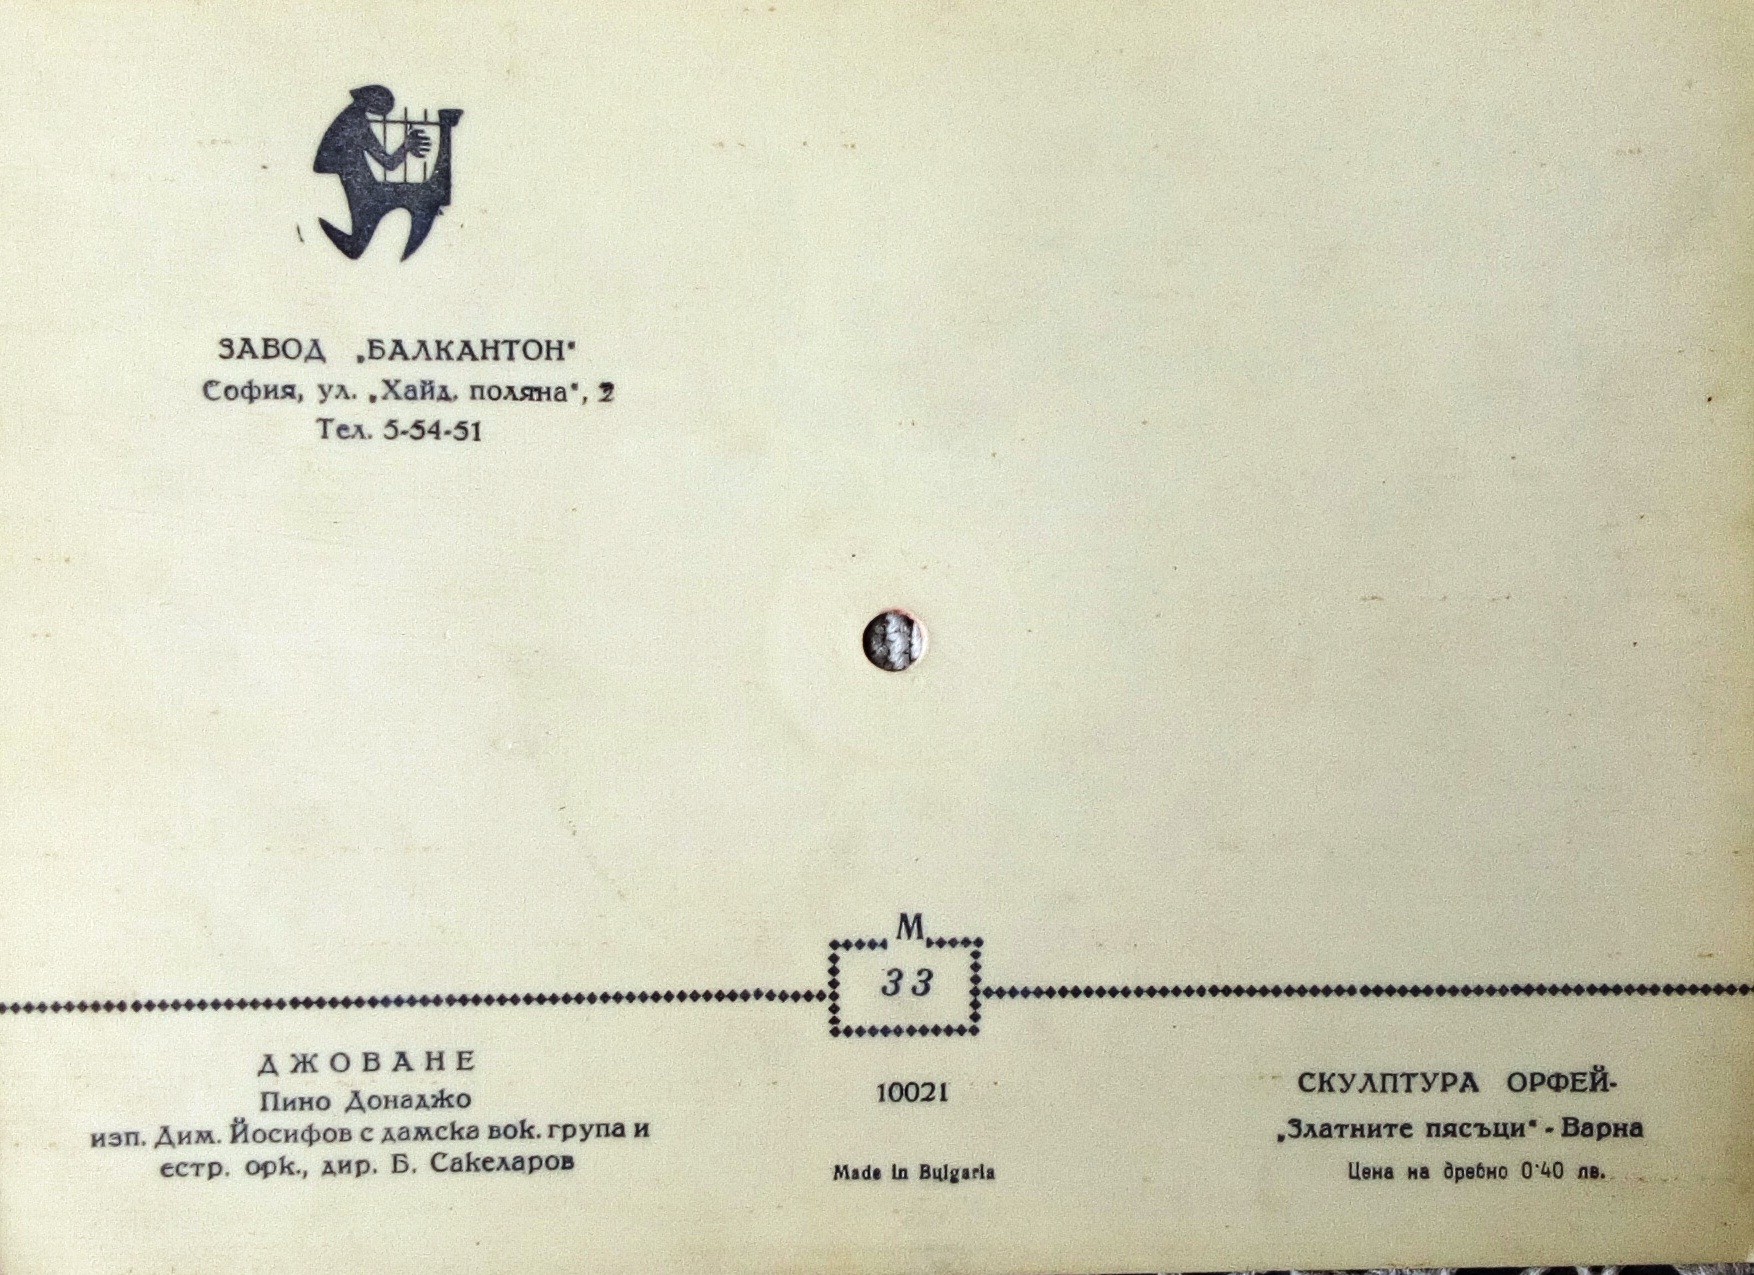 ЗАВОД „БАЛКАНТОН"
София, ул. „Хайд. поляна", 2
Тел. 5-54-51
М
33
ДЖОВАНЕ
Пино Донаджо
изп. Дим. Йосифов с дамска вок. група и
естр. орк., дир. Б. Сакеларов
10021
Made in Bulgaria
СКУЛПТУРА ОРФЕЙ-
„Златните пясъци" - Варна
Цена на дребно 0·40 лв.